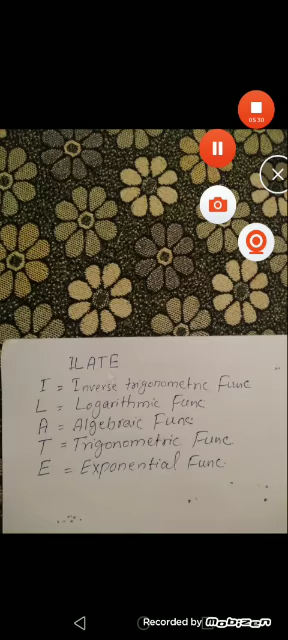 05:30
ILATE
I = Inverse trigonometric Func
L = Logarithmic Func
A = Algebraic Func.
T = Trigonometric Func
E = Exponential Func.
Recorded by Mobizen